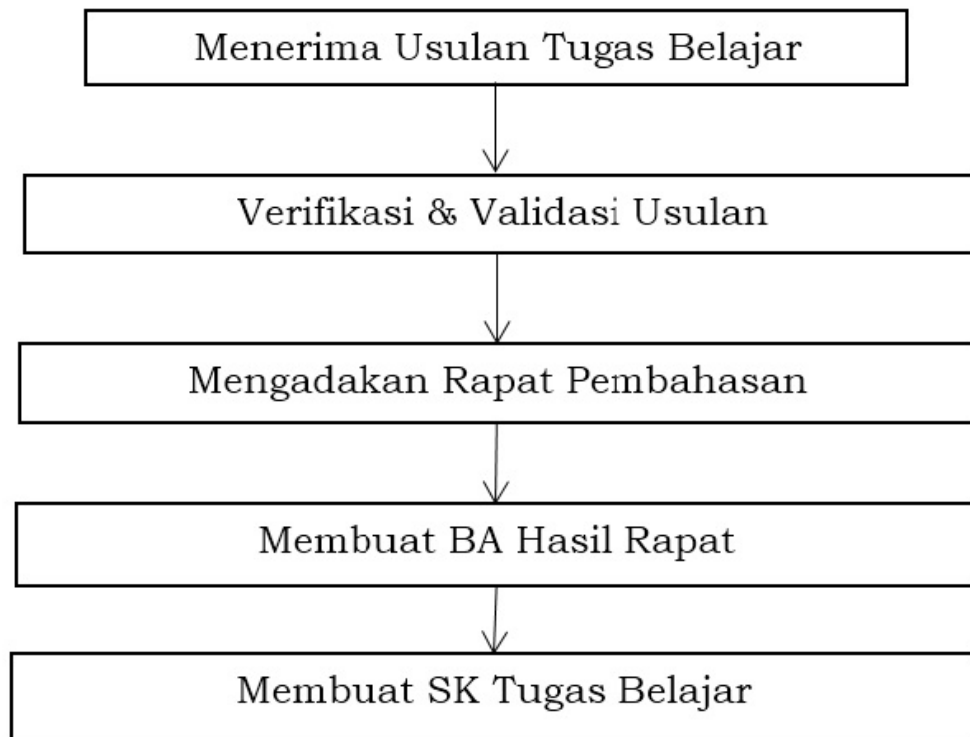 Menerima Usulan Tugas Belajar
Verifikasi & Validasi Usulan
Mengadakan Rapat Pembahasan
Membuat BA Hasil Rapat
Membuat SK Tugas Belajar